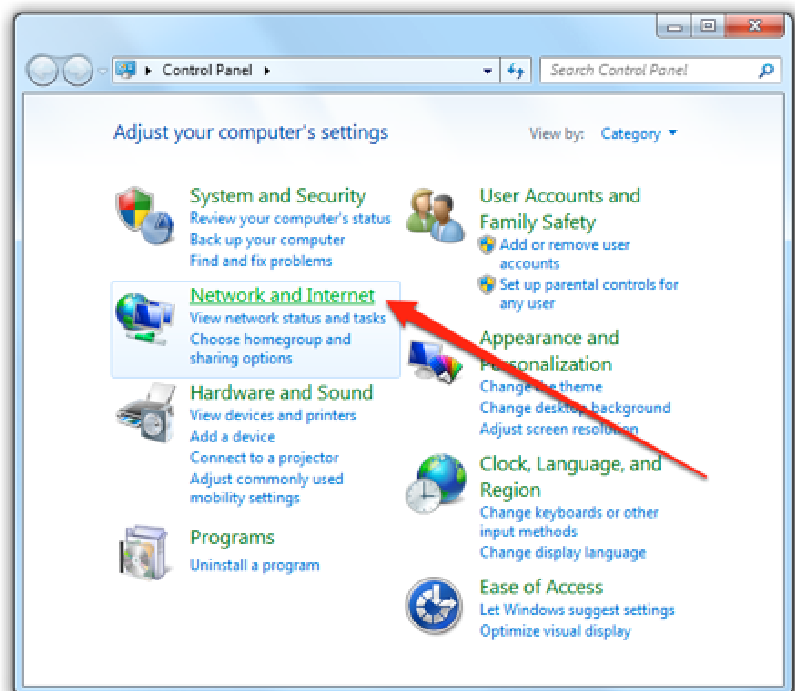 Control Panel
Search Control Panel
Adjust your computer's settings
View by: Category
System and Security
Review your computer's status
Back up your computer
Find and fix problems
Network and Internet
View network status and tasks
Choose homegroup and
sharing options
Hardware and Sound
View devices and printers
Add a device
Connect to a projector
Adjust commonly used
mobility settings
Programs
Uninstall a program
User Accounts and
Family Safety
Add or remove user
accounts
Set up parental controls for
any user
Appearance and
Personalization
Change the theme
Change desktop background
Adjust screen resolution
Clock, Language, and
Region
Change keyboards or other
input methods
Change display language
Ease of Access
Let Windows suggest settings
Optimize visual display